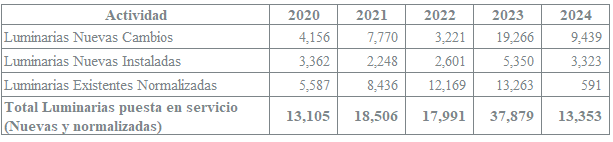 Actividad 2020 2021 2022 2023 2024
Luminarias Nuevas Cambios 4,156 7,770 3,221 19,266 9,439
Luminarias Nuevas Instaladas 3,362 2,248 2,601 5,350 3,323
Luminarias Existentes Normalizadas 5,587 8,436 12,169 13,263 591
Total Luminarias puesta en servicio
(Nuevas y normalizadas) 13,105 18,506 17,991 37,879 13,353